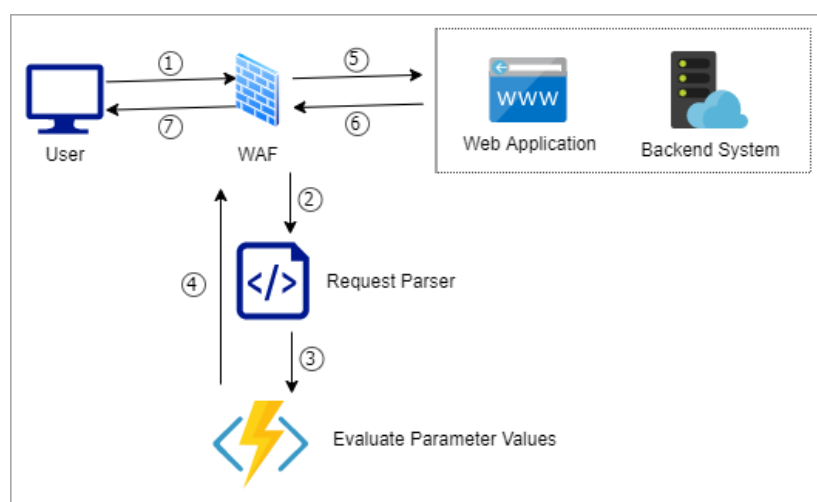 ① ⑤
⑦ ⑥
WWW
User WAF Web Application Backend System
②
④ </> Request Parser
③
Evaluate Parameter Values